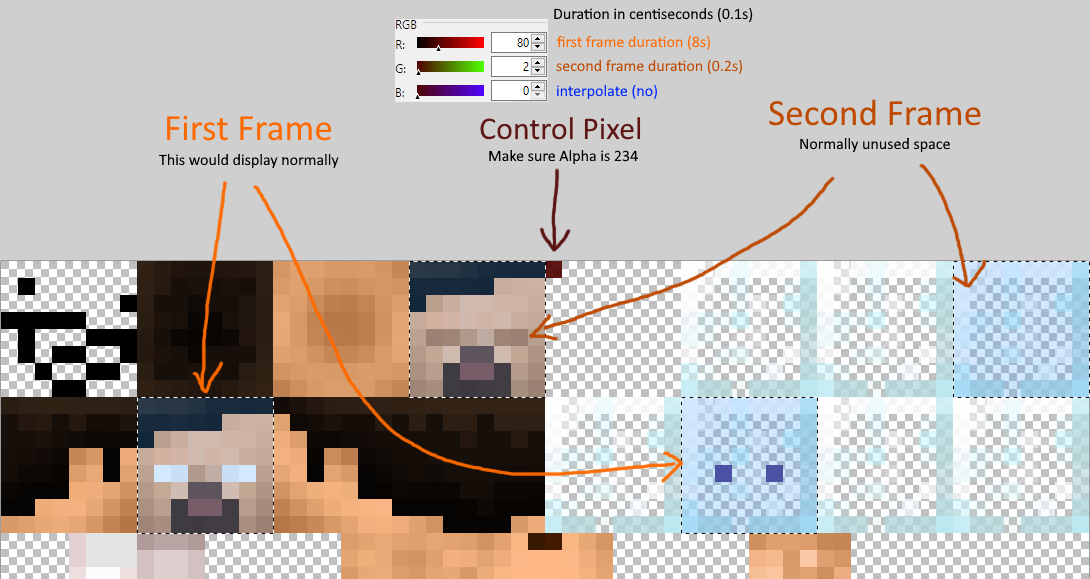 Duration in centiseconds (0.1s)
RGB
R: 80 first frame duration (8s)
G: 2 second frame duration (0.2s)
B: 0 interpolate (no)
First Frame
This would display normally
Control Pixel
Make sure Alpha is 234
Second Frame
Normally unused space